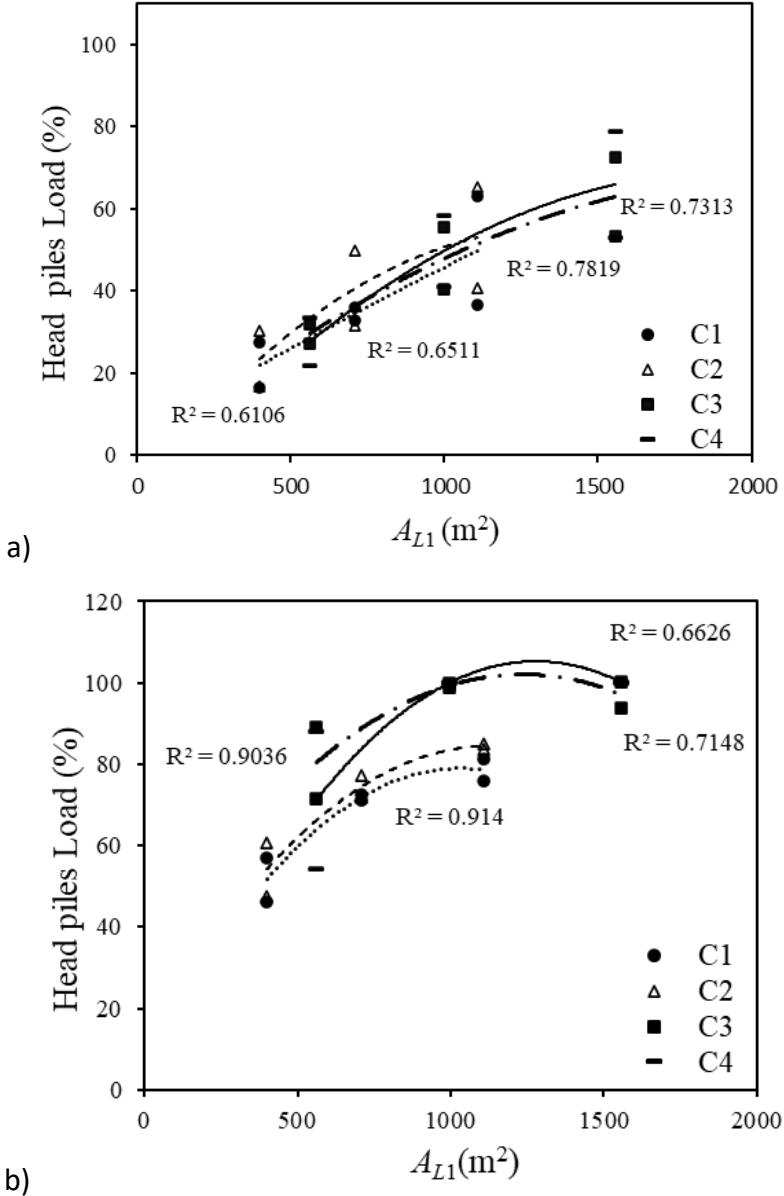 100
80
60
40
20
0
Head piles Load (%)
R² = 0.7313
R² = 0.7819
R² = 0.6511
R² = 0.6106
C1
C2
C3
C4
0 500 1000 1500 2000
A_L1 (m²)
a)
120
100
80
60
40
20
0
Head piles Load (%)
R² = 0.6626
R² = 0.9036
R² = 0.7148
R² = 0.914
C1
C2
C3
C4
0 500 1000 1500 2000
A_L1(m²)
b)